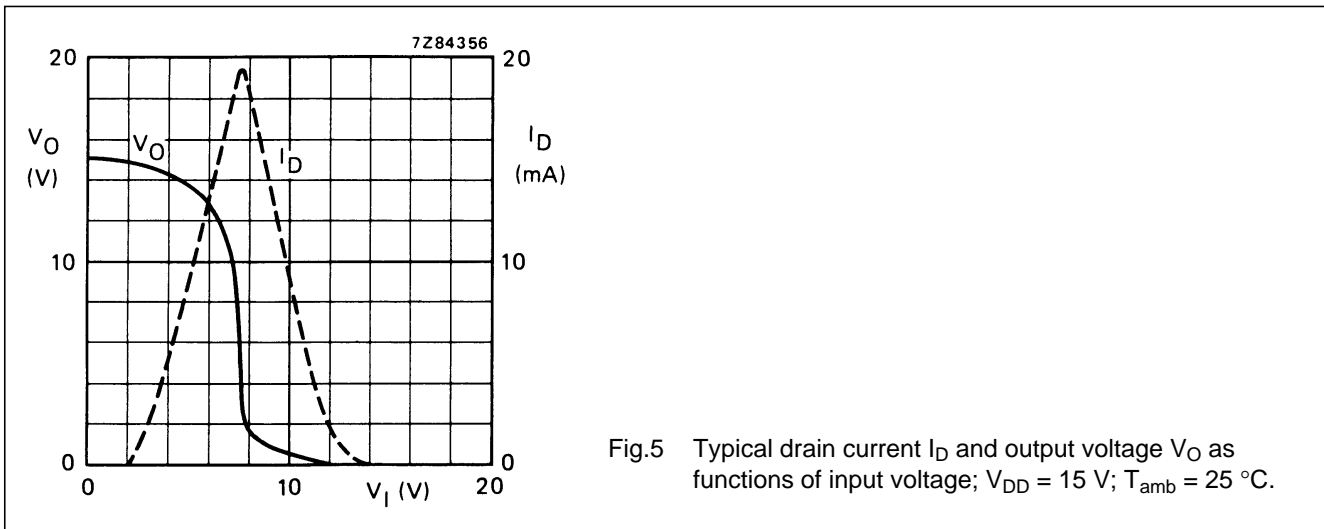 7Z84356
20
20
V_O
(V)
V_O
I_D
I_D
(mA)
10
10
0
0
0
10
V_I (V)
20
Fig.5 Typical drain current I_D and output voltage V_O as
functions of input voltage; V_DD = 15 V; T_amb = 25 °C.